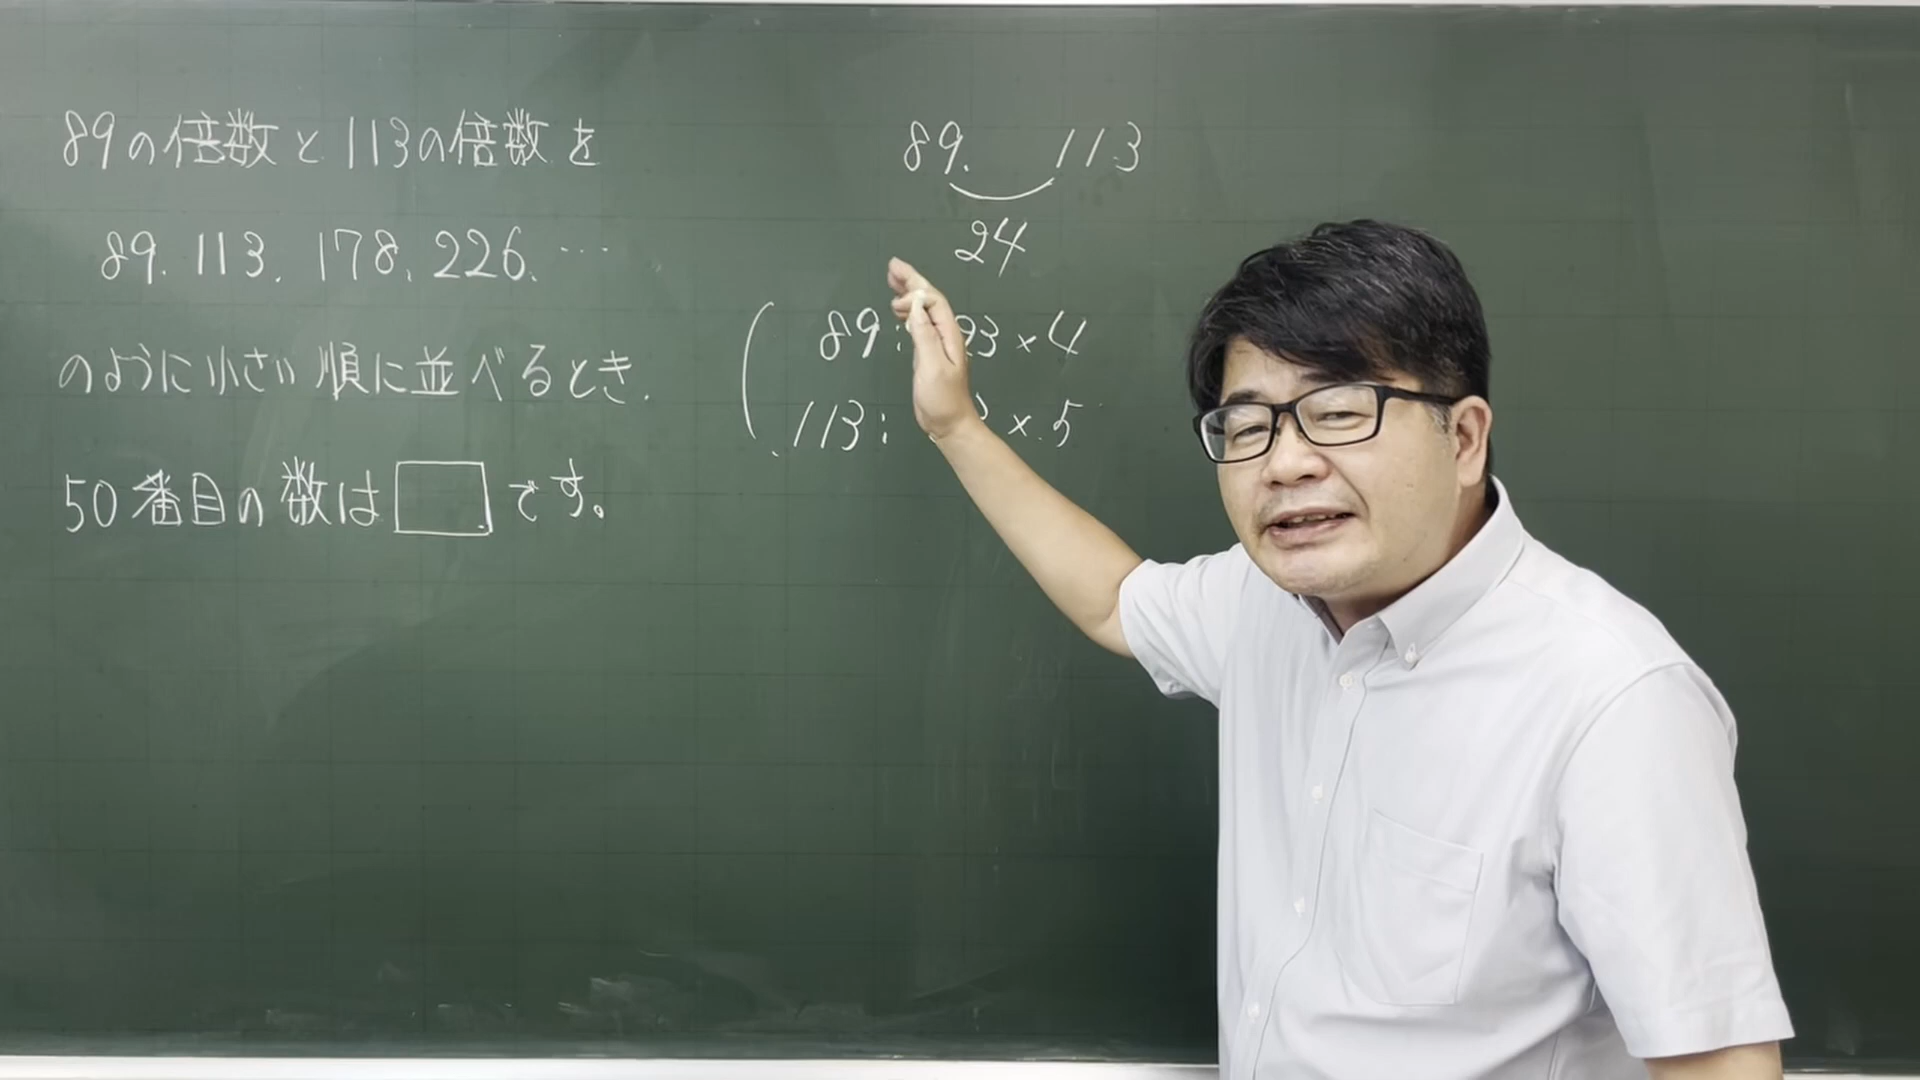 89の倍数と113の倍数を
89. 113. 178. 226. …
のように小さい順に並べるとき.
50番目の数は□です。
89. 113
24
89: 93×4
113: ×5